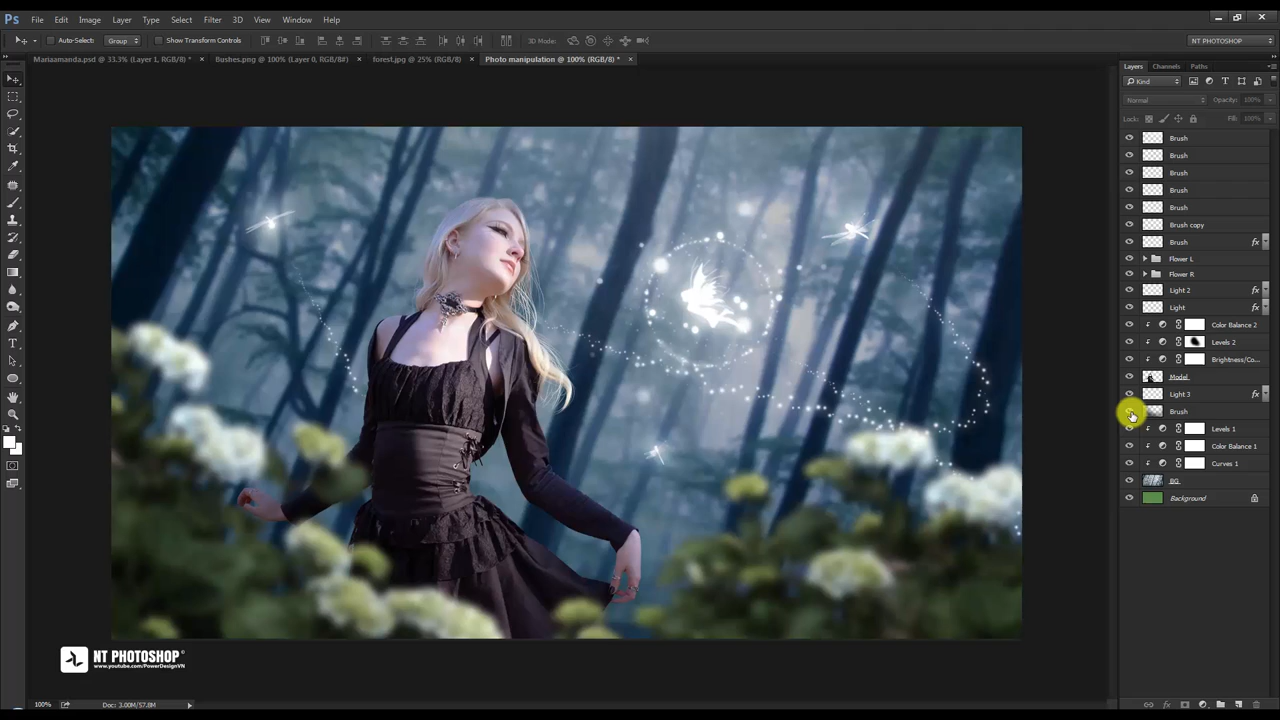 Ps File Edit Image Layer Type Select Filter 3D View Window Help
Auto-Select: Group Show Transform Controls 3D Mode: NT PHOTOSHOP
Mariaamanda.psd @ 33.3% (Layer 1, RGB/8) * × Bushes.png @ 100% (Layer 0, RGB/8#) × forest.jpg @ 25% (RGB/8) × Photo manipulation @ 100% (RGB/8) * ×
Layers Channels Paths
Kind
Normal Opacity: 100%
Lock: Fill: 100%
Brush
Brush
Brush
Brush
Brush
Brush copy
Brush fx
Flower L
Flower R
Light 2 fx
Light fx
Color Balance 2
Levels 2
Brightness/Co...
Model
Light 3 fx
Brush
Levels 1
Color Balance 1
Curves 1
BG
Background
NT PHOTOSHOP©
www.youtube.com/PowerDesignVN
100% Doc: 3.00M/57.8M